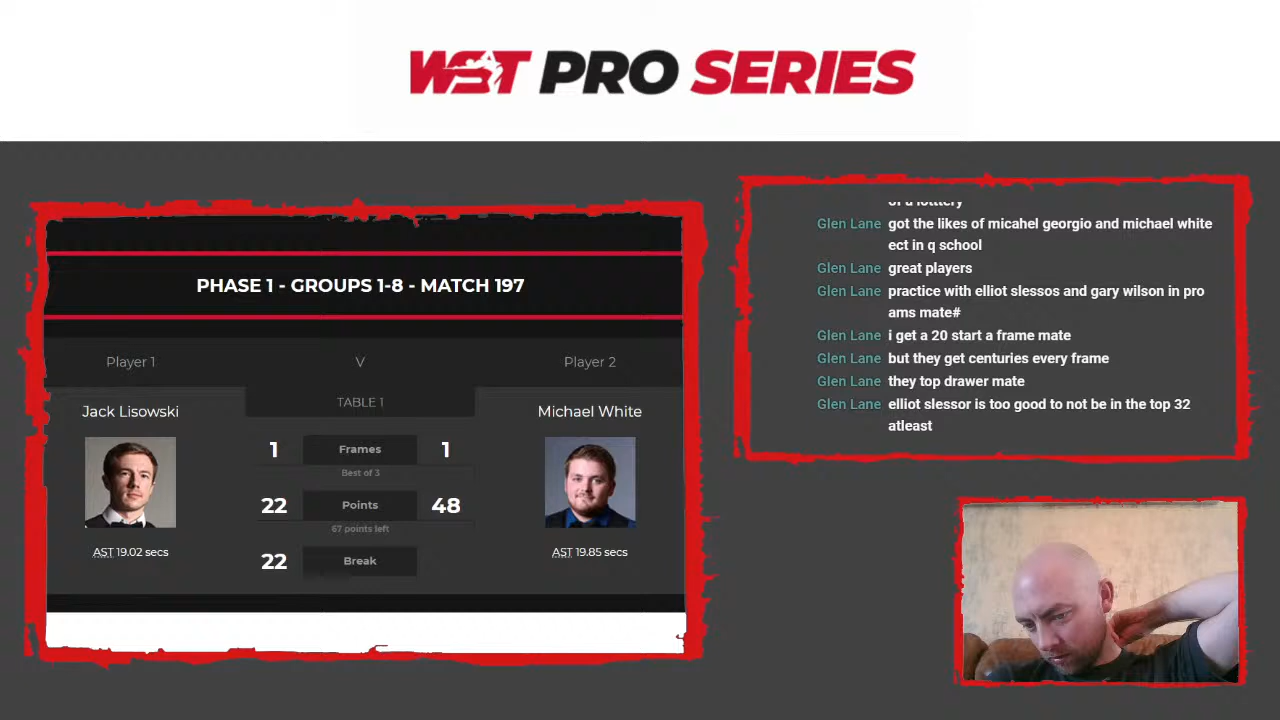 WST PRO SERIES
PHASE 1 - GROUPS 1-8 - MATCH 197
Player 1 V Player 2
TABLE 1
Jack Lisowski Michael White
1 Frames 1
Best of 3
22 Points 48
67 points left
22 Break
AST 19.02 secs AST 19.85 secs
of a lotttery
Glen Lane got the likes of micahel georgio and michael white
ect in q school
Glen Lane great players
Glen Lane practice with elliot slessos and gary wilson in pro
ams mate#
Glen Lane i get a 20 start a frame mate
Glen Lane but they get centuries every frame
Glen Lane they top drawer mate
Glen Lane elliot slessor is too good to not be in the top 32
atleast